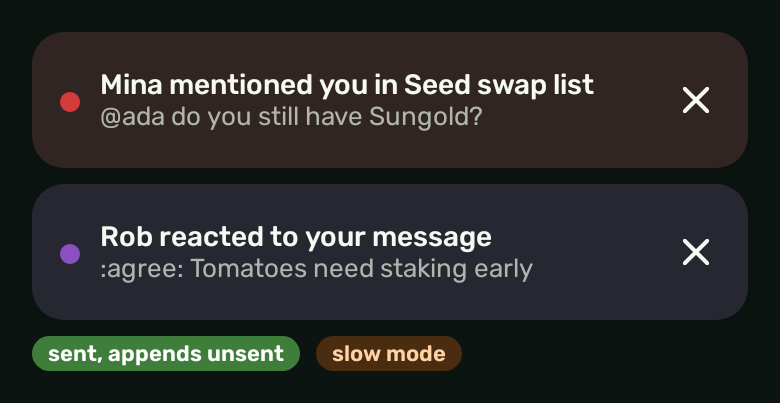 Mina mentioned you in Seed swap list
@ada do you still have Sungold?
Rob reacted to your message
:agree: Tomatoes need staking early
sent, appends unsent
slow mode